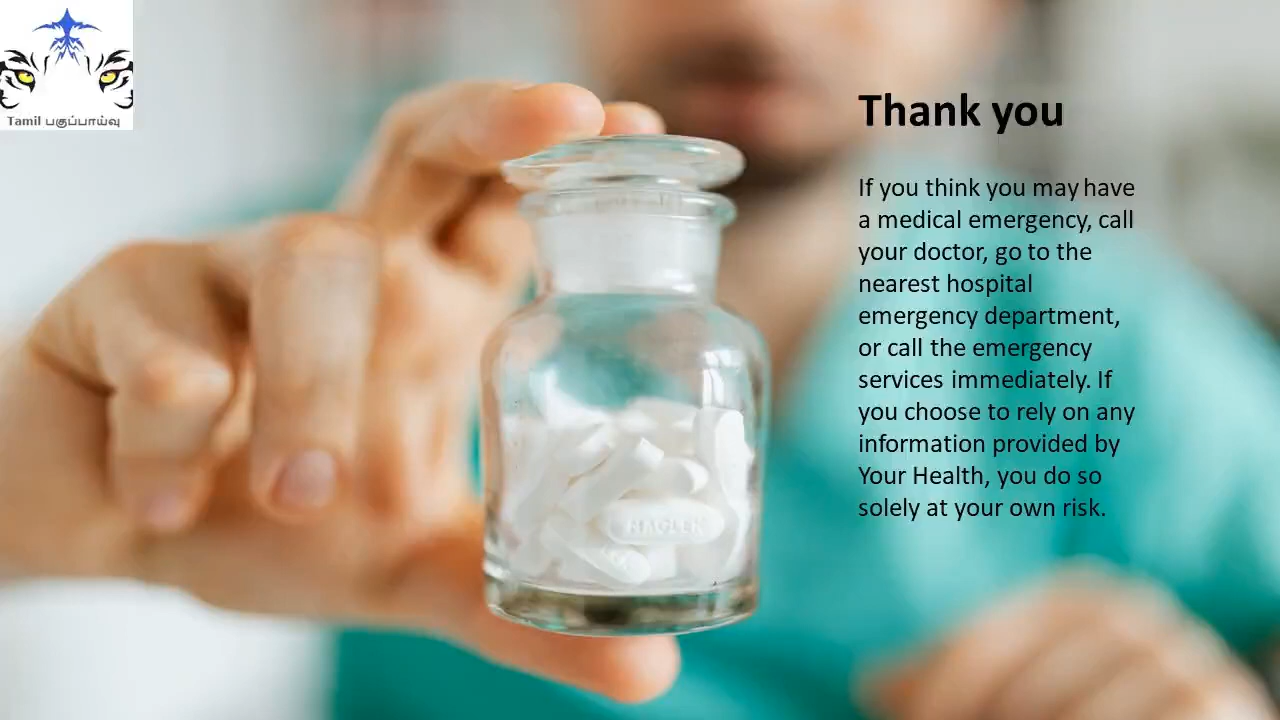 Tamil பகுப்பாய்வு
Thank you
If you think you may have
a medical emergency, call
your doctor, go to the
nearest hospital
emergency department,
or call the emergency
services immediately. If
you choose to rely on any
information provided by
Your Health, you do so
solely at your own risk.